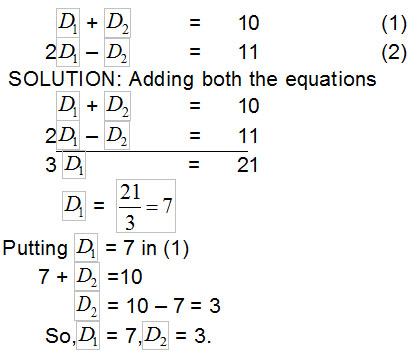 D₁ + D₂ = 10 (1)
2D₁ – D₂ = 11 (2)
SOLUTION: Adding both the equations
D₁ + D₂ = 10
2D₁ – D₂ = 11
3 D₁ = 21
D₁ = 21/3 = 7
Putting D₁ = 7 in (1)
7 + D₂ =10
D₂ = 10 – 7 = 3
So, D₁ = 7, D₂ = 3.